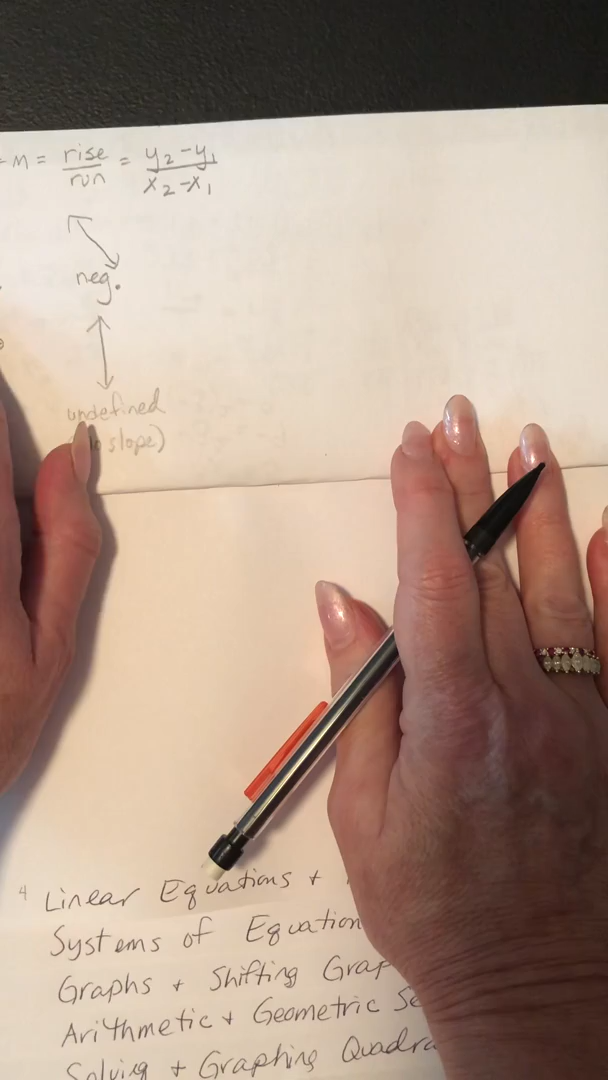 m = rise/run = y₂-y₁/x₂-x₁
neg.
undefined
slope)
4 Linear Equations +
Systems of Equation
Graphs + Shifting Grap
Arithmetic + Geometric Se
Solving + Graphing Quadra